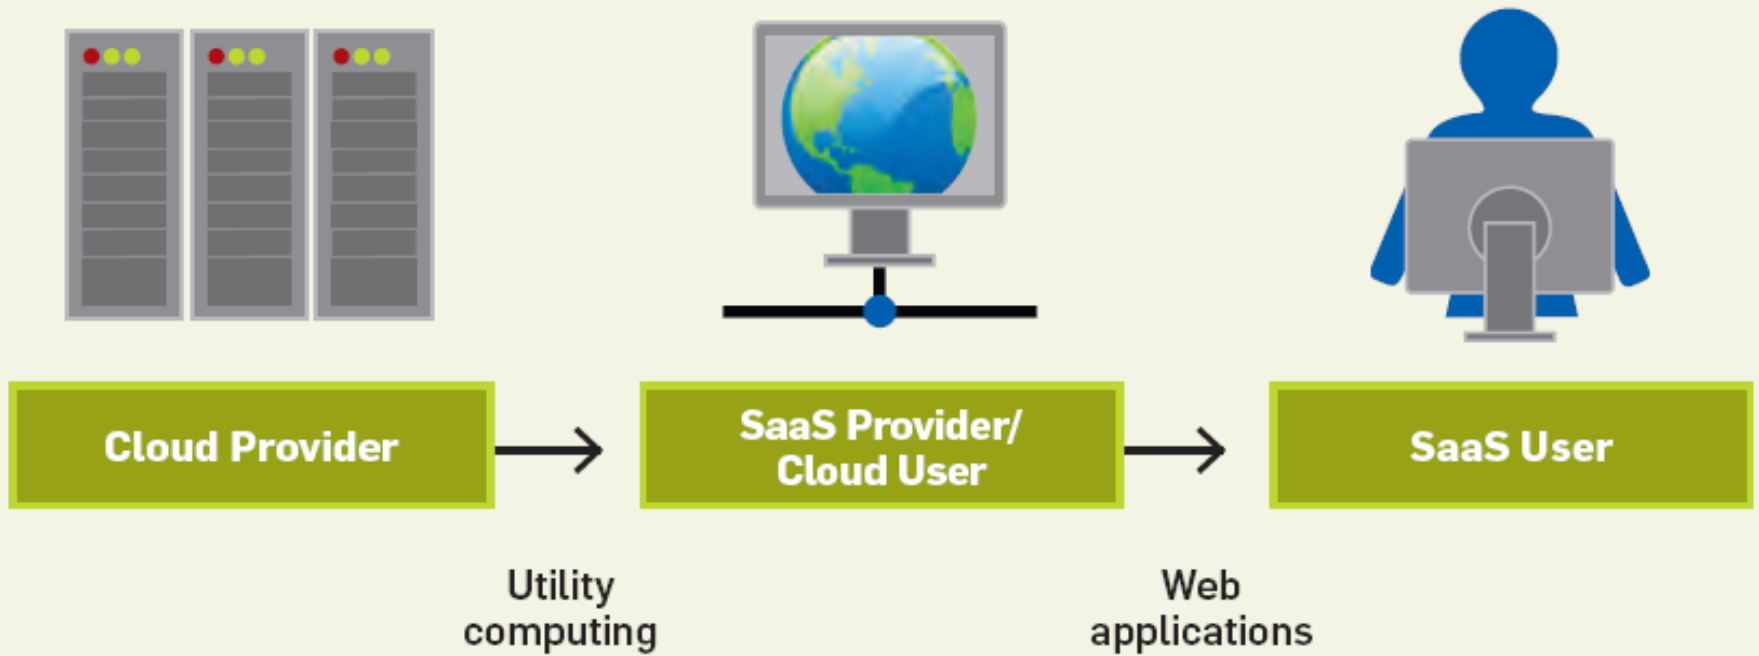 Cloud Provider
SaaS Provider/
Cloud User
SaaS User
Utility
computing
Web
applications